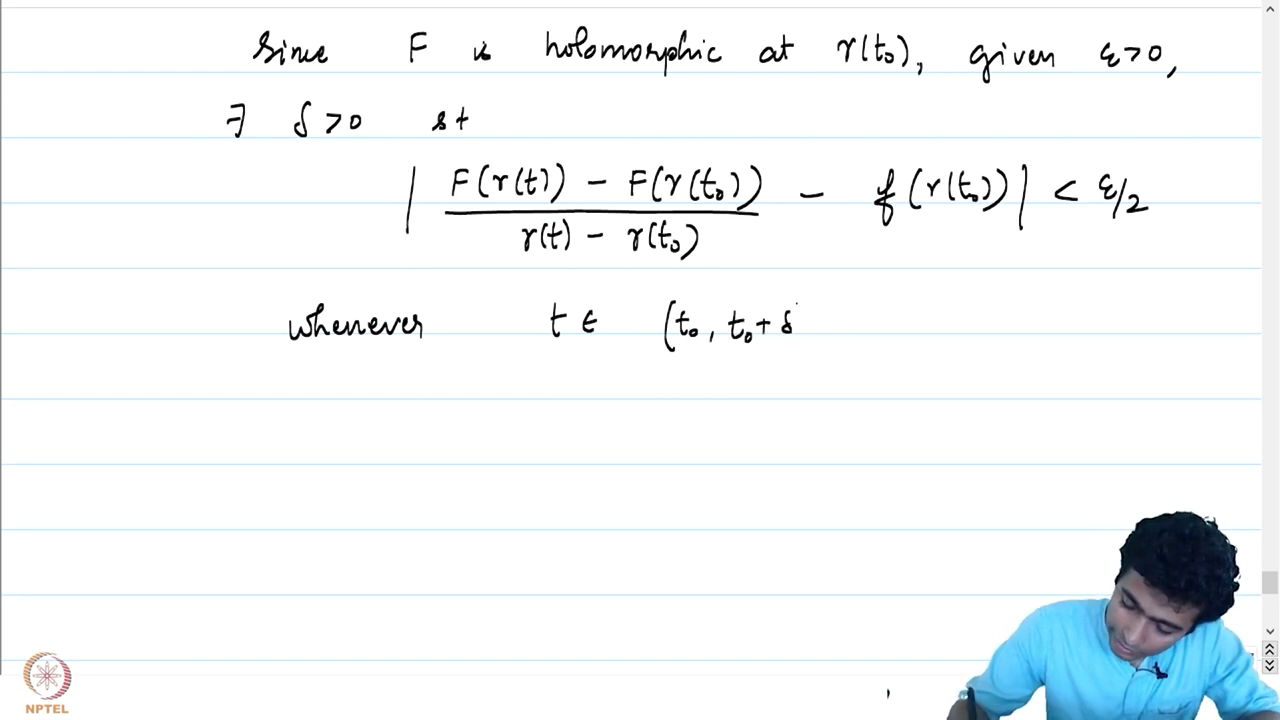 Since F is holomorphic at γ(t₀), given ε>0,
∃ δ>0 st
| F(γ(t)) - F(γ(t₀)) / γ(t) - γ(t₀) - f(γ(t₀)) | < ε/2
whenever t ∈ (t₀, t₀+δ
NPTEL